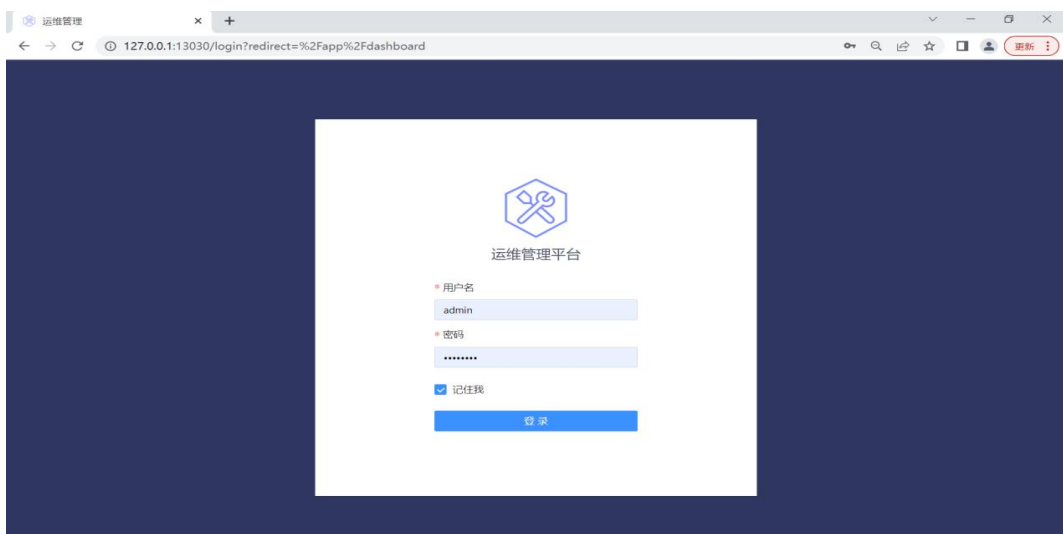 运维管理
127.0.0.1:13030/login?redirect=%2Fapp%2Fdashboard
更新
运维管理平台
* 用户名
admin
* 密码
••••••••
记住我
登录